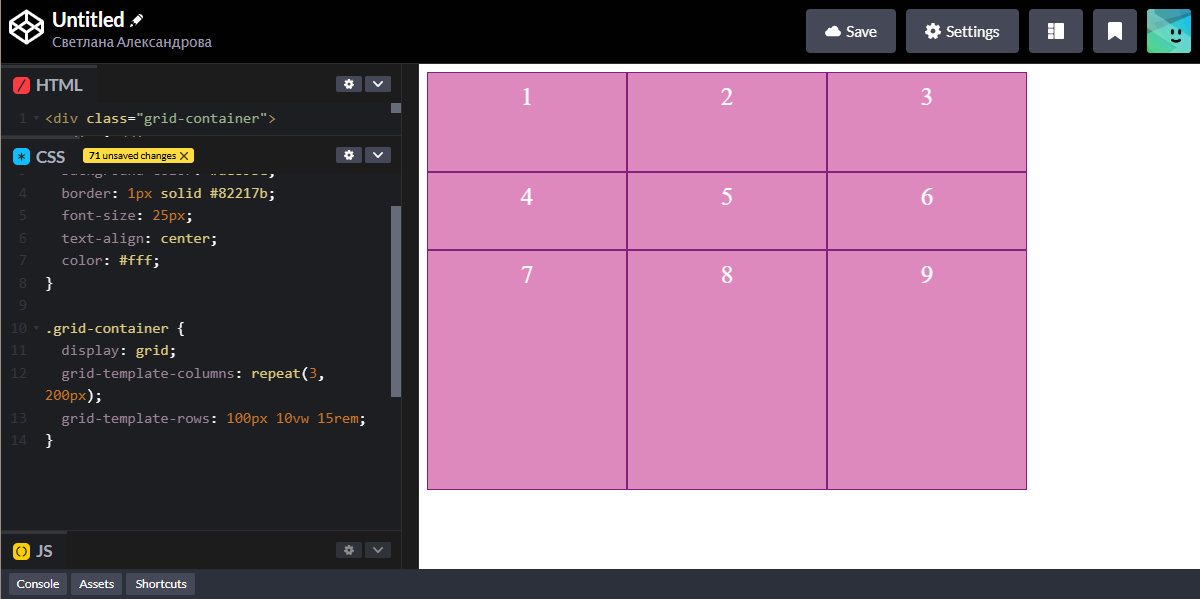 Untitled
Светлана Александрова
Save
Settings
HTML
1 <div class="grid-container">
CSS
71 unsaved changes X
4 border: 1px solid #82217b;
5 font-size: 25px;
6 text-align: center;
7 color: #fff;
8 }
9
10 .grid-container {
11 display: grid;
12 grid-template-columns: repeat(3,
200px);
13 grid-template-rows: 100px 10vw 15rem;
14 }
JS
Console Assets Shortcuts
1 2 3
4 5 6
7 8 9